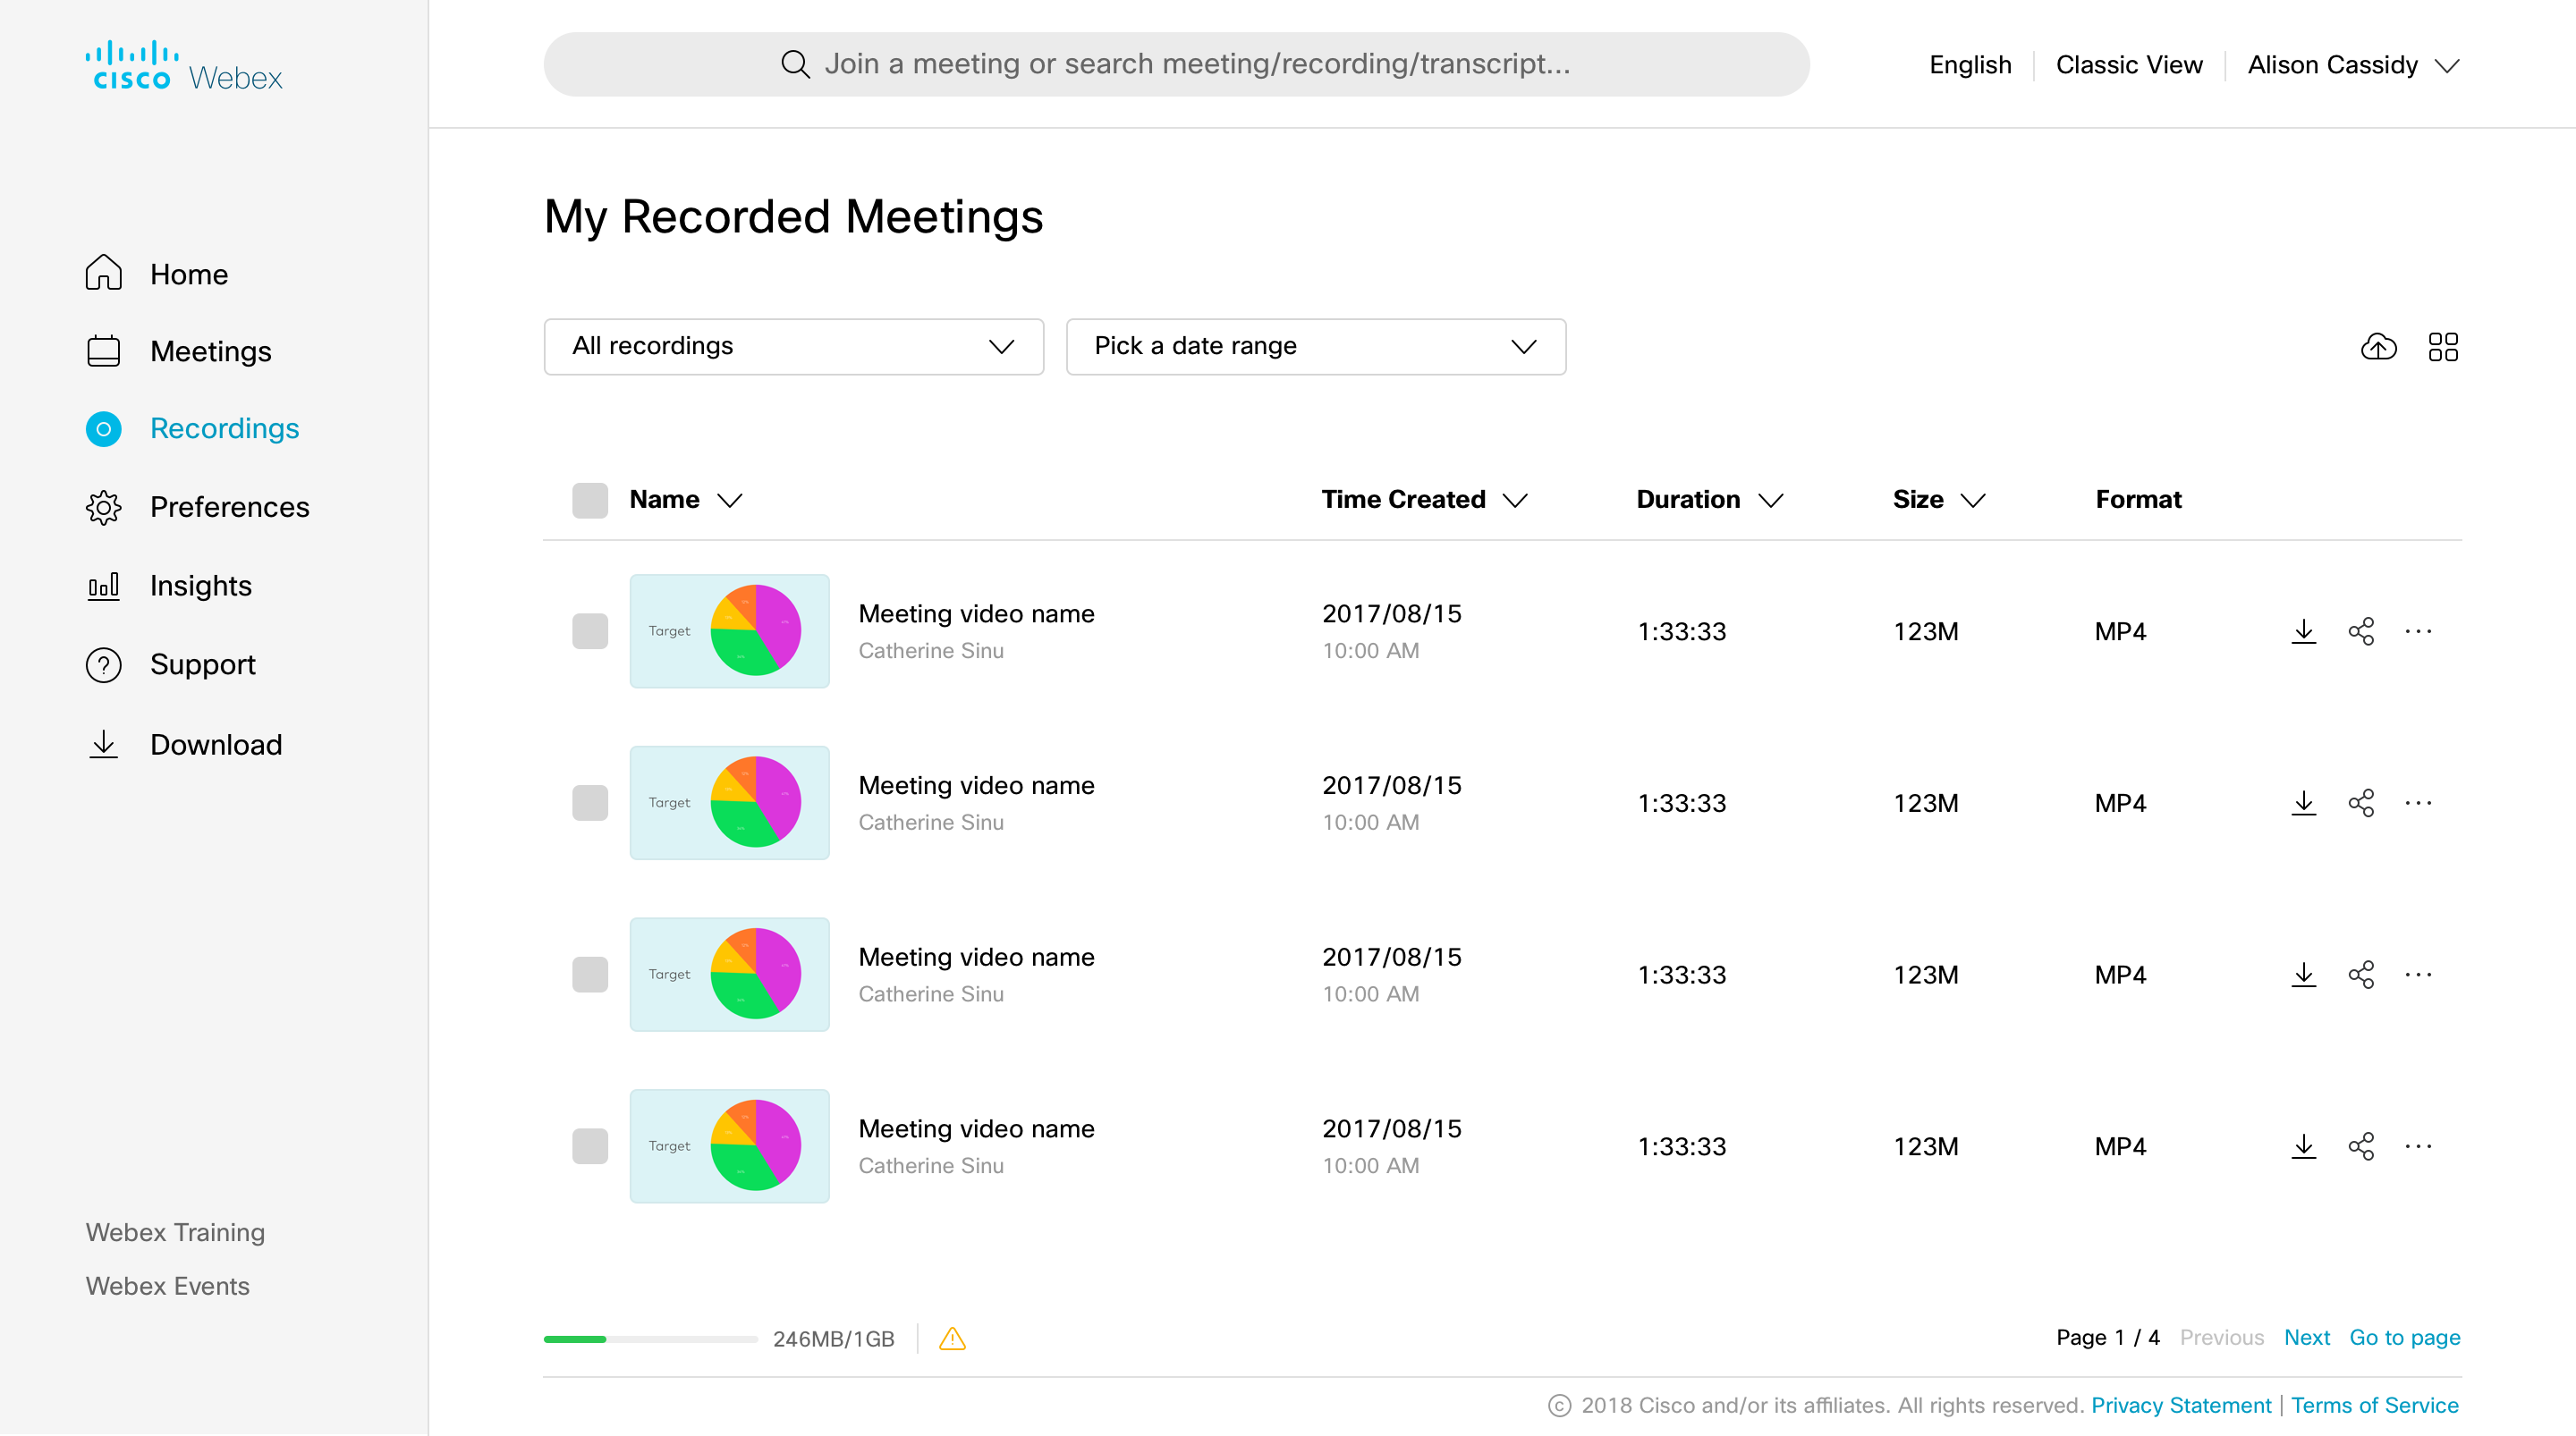 cisco Webex
Join a meeting or search meeting/recording/transcript...
English
Classic View
Alison Cassidy
Home
Meetings
Recordings
Preferences
Insights
Support
Download
Webex Training
Webex Events
My Recorded Meetings
All recordings
Pick a date range
Name
Time Created
Duration
Size
Format
Target
Meeting video name
Catherine Sinu
2017/08/15
10:00 AM
1:33:33
123M
MP4
Target
Meeting video name
Catherine Sinu
2017/08/15
10:00 AM
1:33:33
123M
MP4
Target
Meeting video name
Catherine Sinu
2017/08/15
10:00 AM
1:33:33
123M
MP4
Target
Meeting video name
Catherine Sinu
2017/08/15
10:00 AM
1:33:33
123M
MP4
246MB/1GB
Page 1 / 4 Previous Next Go to page
© 2018 Cisco and/or its affiliates. All rights reserved. Privacy Statement | Terms of Service